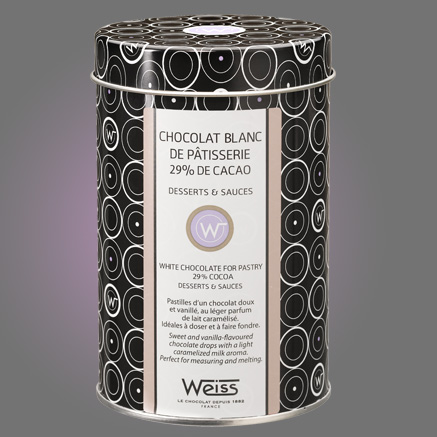 CHOCOLAT BLANC
DE PÂTISSERIE
29% DE CACAO
DESSERTS & SAUCES
W
WHITE CHOCOLATE FOR PASTRY
29% COCOA
DESSERTS & SAUCES
Pastilles d'un chocolat doux
et vanillé, au léger parfum
de lait caramélisé.
Idéales à doser et à faire fondre.
Sweet and vanilla-flavoured
chocolate drops with a light
caramelized milk aroma.
Perfect for measuring and melting.
Weiss
LE CHOCOLAT DEPUIS 1882
FRANCE